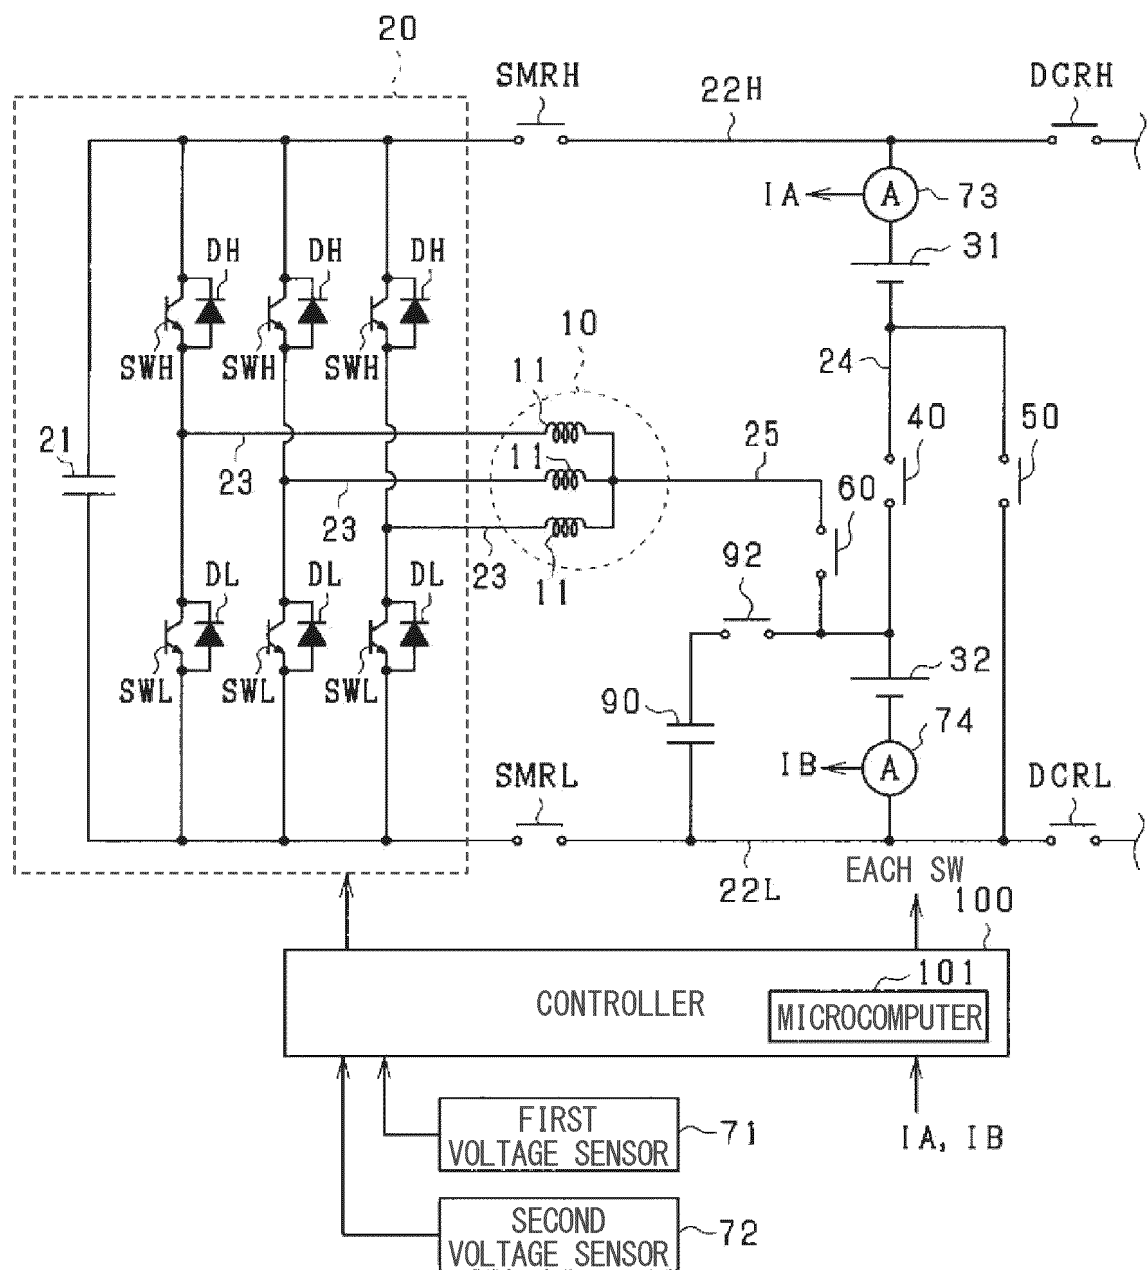 20
SMRH
22H
DCRH
IA
A
73
31
DH
DH
DH
10
SWH
SWH
SWH
24
11
40
50
21
11
25
23
60
23
92
23
11
DL
DL
DL
32
SWL
SWL
SWL
90
74
IB
A
SMRL
DCRL
22L
EACH SW
100
101
CONTROLLER
MICROCOMPUTER
FIRST
VOLTAGE SENSOR
71
IA, IB
SECOND
VOLTAGE SENSOR
72